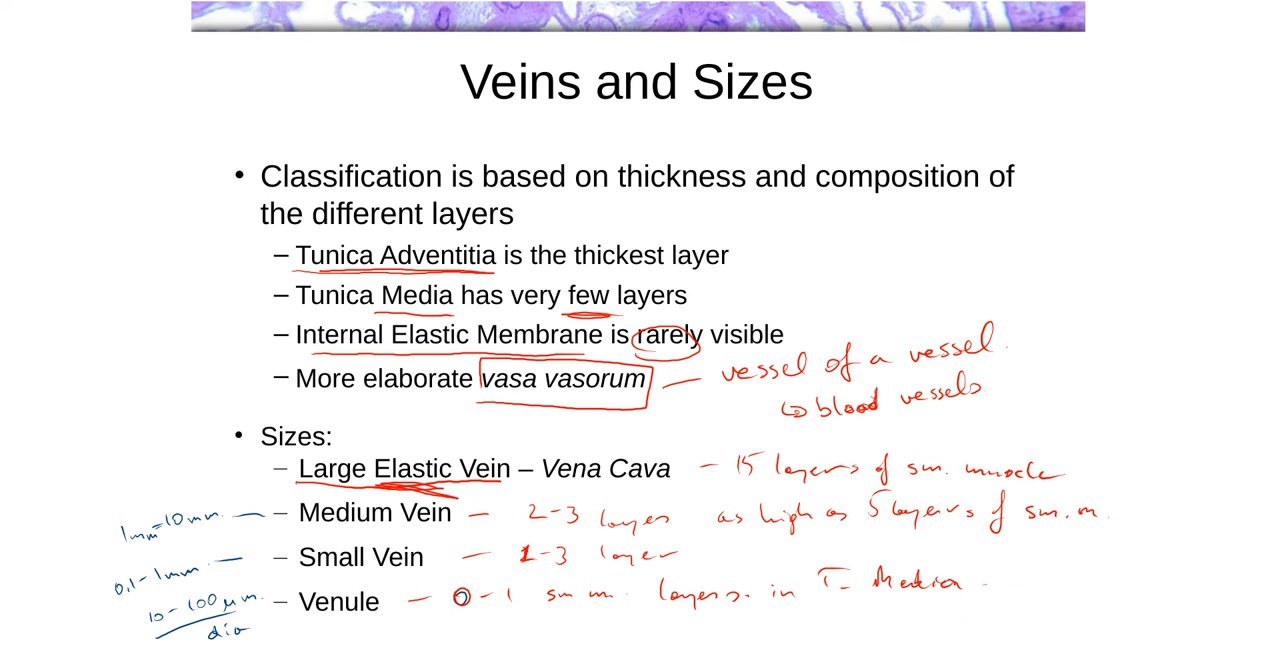 Veins and Sizes
• Classification is based on thickness and composition of
the different layers
– Tunica Adventitia is the thickest layer
– Tunica Media has very few layers
– Internal Elastic Membrane is rarely visible
– More elaborate vasa vasorum – vessel of a vessel
↳ blood vessels
• Sizes:
– Large Elastic Vein – Vena Cava – 15 layers of sm. muscle
1mm-10mm. – Medium Vein – 2-3 layers as high as 5 layers of sm. m.
0,1-1mm – Small Vein – 1-3 layer
10-100μm. – Venule – 0-1 sm m. layers. in T. Media
dia